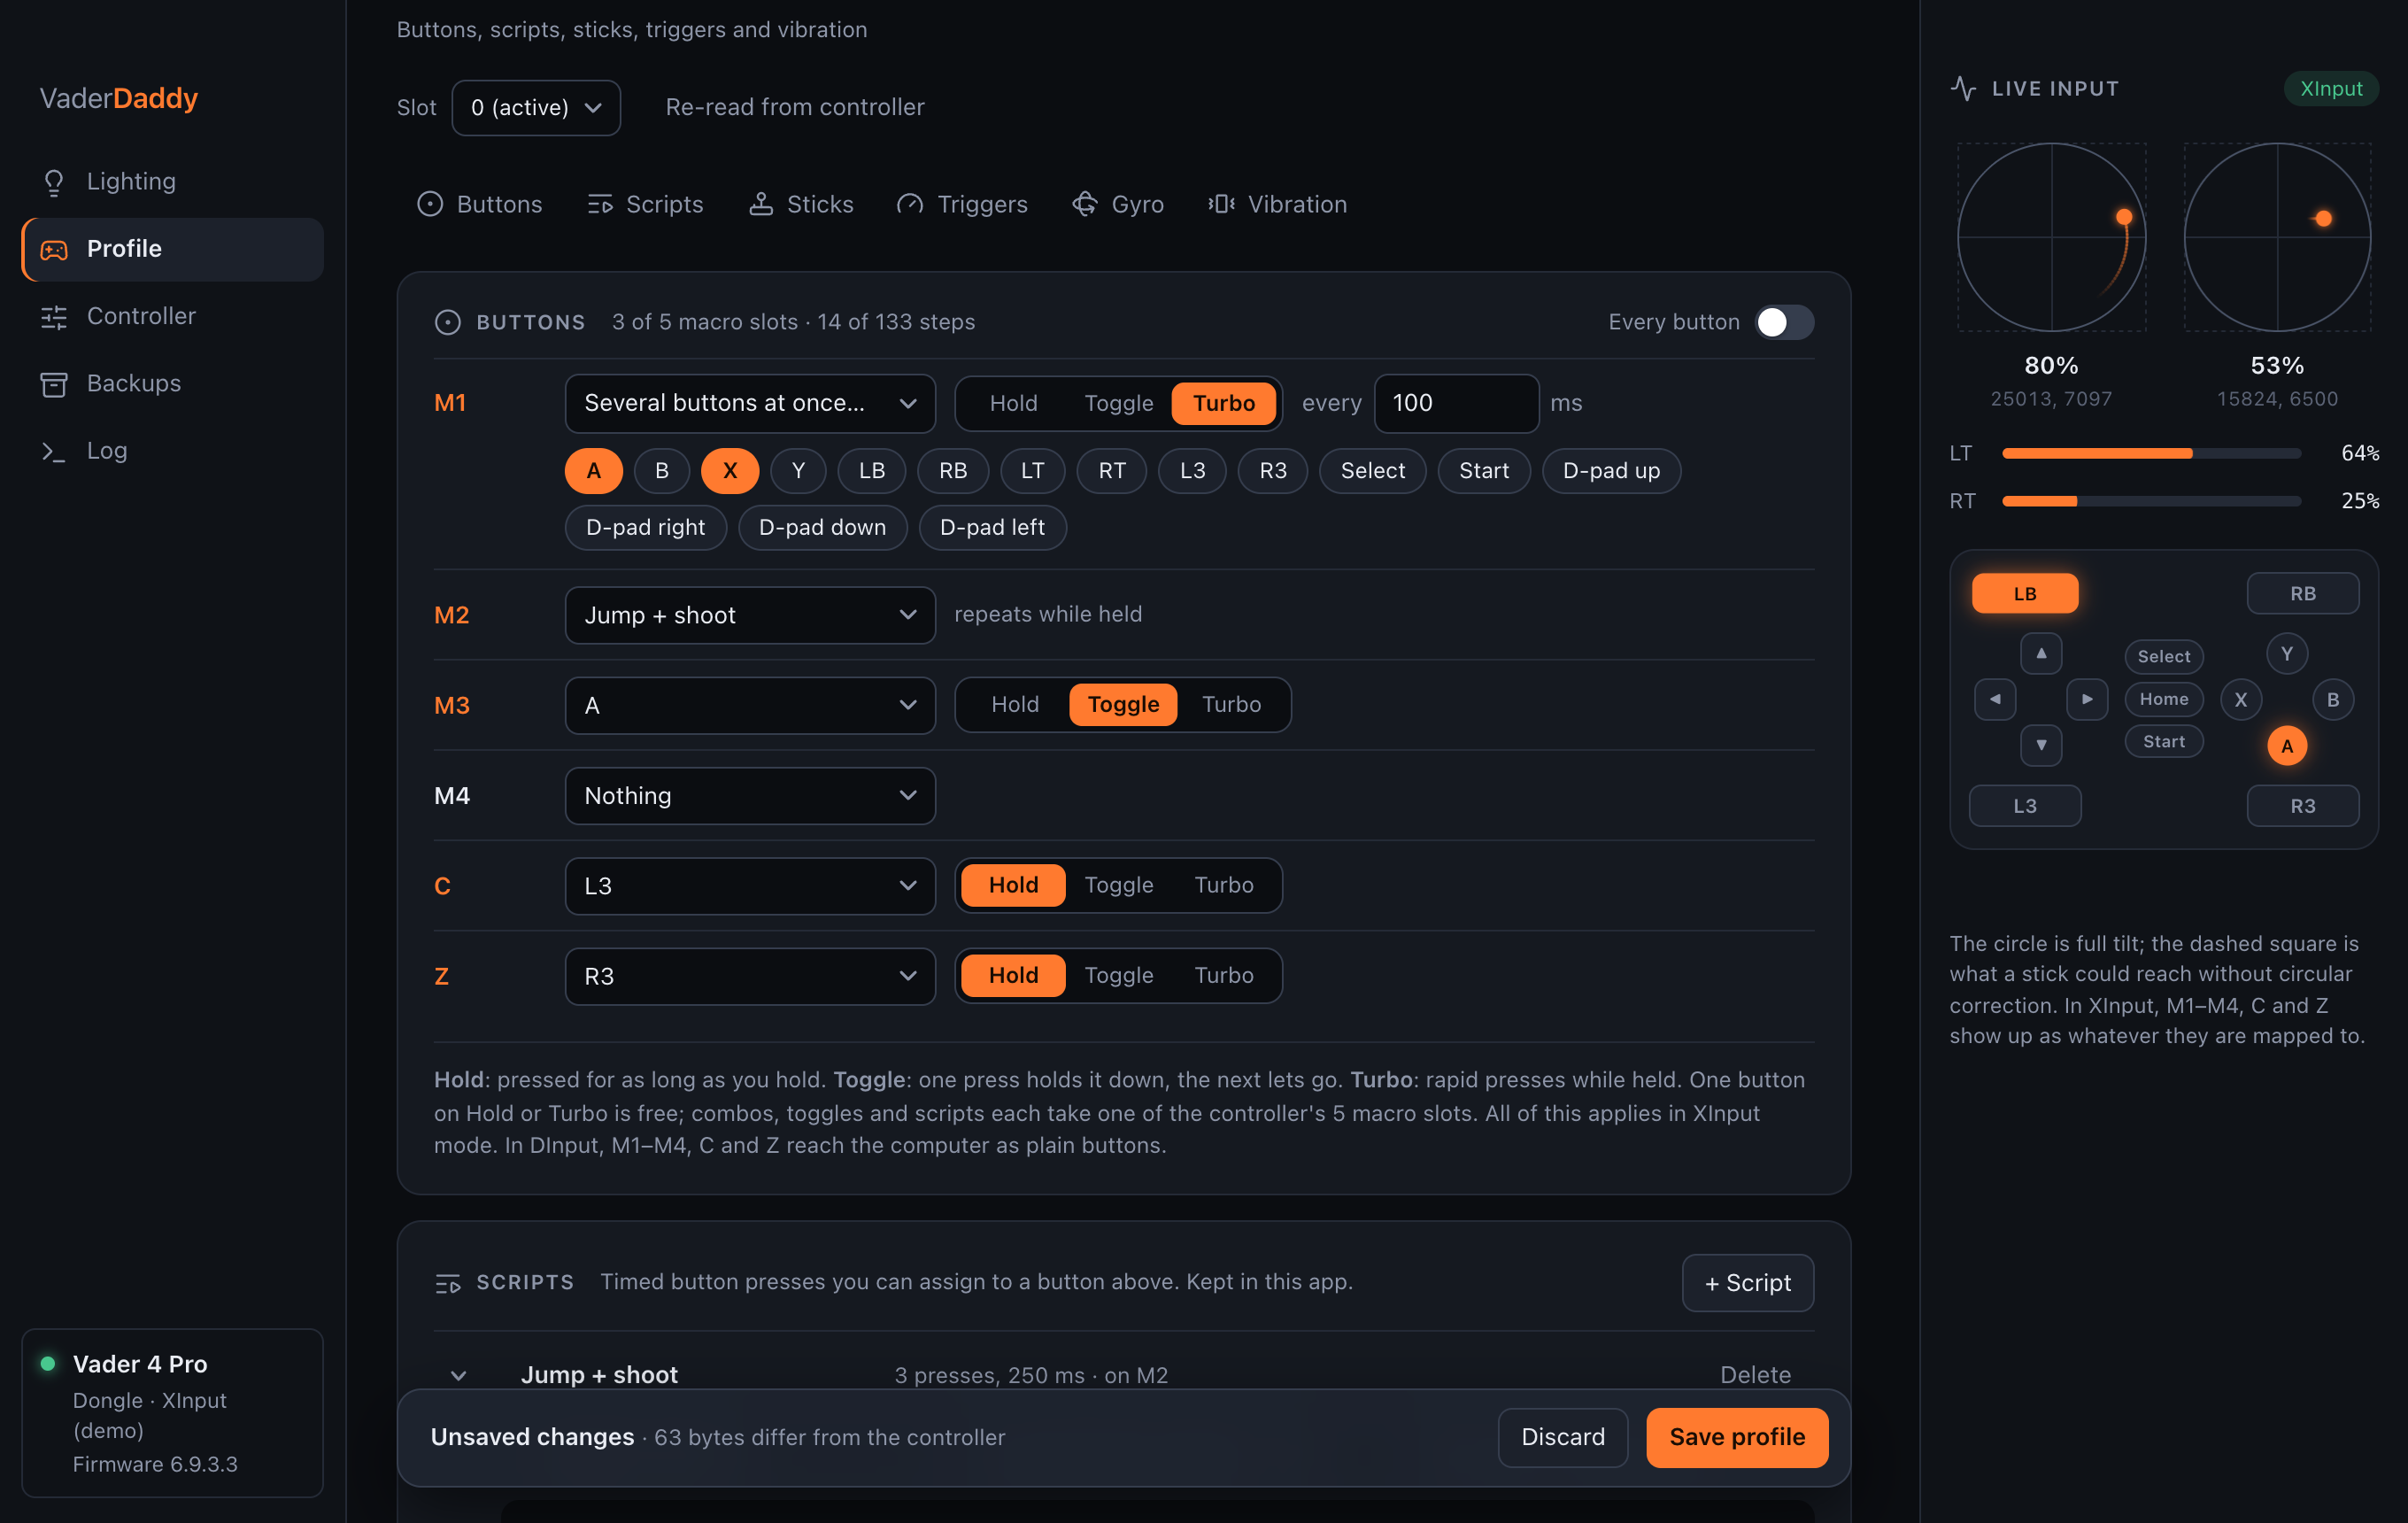 VaderDaddy
Lighting
Profile
Controller
Backups
Log
Vader 4 Pro
Dongle · XInput
(demo)
Firmware 6.9.3.3
Buttons, scripts, sticks, triggers and vibration
Slot 0 (active) Re-read from controller
Buttons Scripts Sticks Triggers Gyro Vibration
BUTTONS 3 of 5 macro slots · 14 of 133 steps Every button
M1 Several buttons at once... Hold Toggle Turbo every 100 ms
A B X Y LB RB LT RT L3 R3 Select Start D-pad up
D-pad right D-pad down D-pad left
M2 Jump + shoot repeats while held
M3 A Hold Toggle Turbo
M4 Nothing
C L3 Hold Toggle Turbo
Z R3 Hold Toggle Turbo
Hold: pressed for as long as you hold. Toggle: one press holds it down, the next lets go. Turbo: rapid presses while held. One button
on Hold or Turbo is free; combos, toggles and scripts each take one of the controller's 5 macro slots. All of this applies in XInput
mode. In DInput, M1–M4, C and Z reach the computer as plain buttons.
SCRIPTS Timed button presses you can assign to a button above. Kept in this app. + Script
Jump + shoot 3 presses, 250 ms · on M2 Delete
Unsaved changes · 63 bytes differ from the controller Discard Save profile
LIVE INPUT XInput
80% 53%
25013, 7097 15824, 6500
LT 64%
RT 25%
LB RB
Select Y
Home X B
Start A
L3 R3
The circle is full tilt; the dashed square is
what a stick could reach without circular
correction. In XInput, M1–M4, C and Z
show up as whatever they are mapped to.